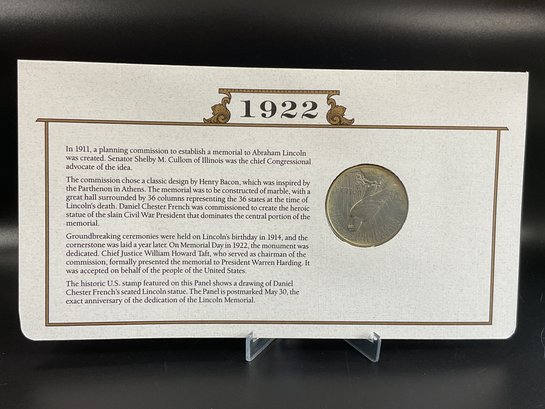 1922
In 1911, a planning commission to establish a memorial to Abraham Lincoln
was created. Senator Shelby M. Cullom of Illinois was the chief Congressional
advocate of the idea.
The commission chose a classic design by Henry Bacon, which was inspired by
the Parthenon in Athens. The memorial was to be constructed of marble, with a
great hall surrounded by 36 columns representing the 36 states at the time of
Lincoln's death. Daniel Chester French was commissioned to create the heroic
statue of the slain Civil War President that dominates the central portion of the
memorial.
Groundbreaking ceremonies were held on Lincoln's birthday in 1914, and the
cornerstone was laid a year later. On Memorial Day in 1922, the monument was
dedicated. Chief Justice William Howard Taft, who served as chairman of the
commission, formally presented the memorial to President Warren Harding. It
was accepted on behalf of the people of the United States.
The historic U.S. stamp featured on this Panel shows a drawing of Daniel
Chester French's seated Lincoln statue. The Panel is postmarked May 30, the
exact anniversary of the dedication of the Lincoln Memorial.